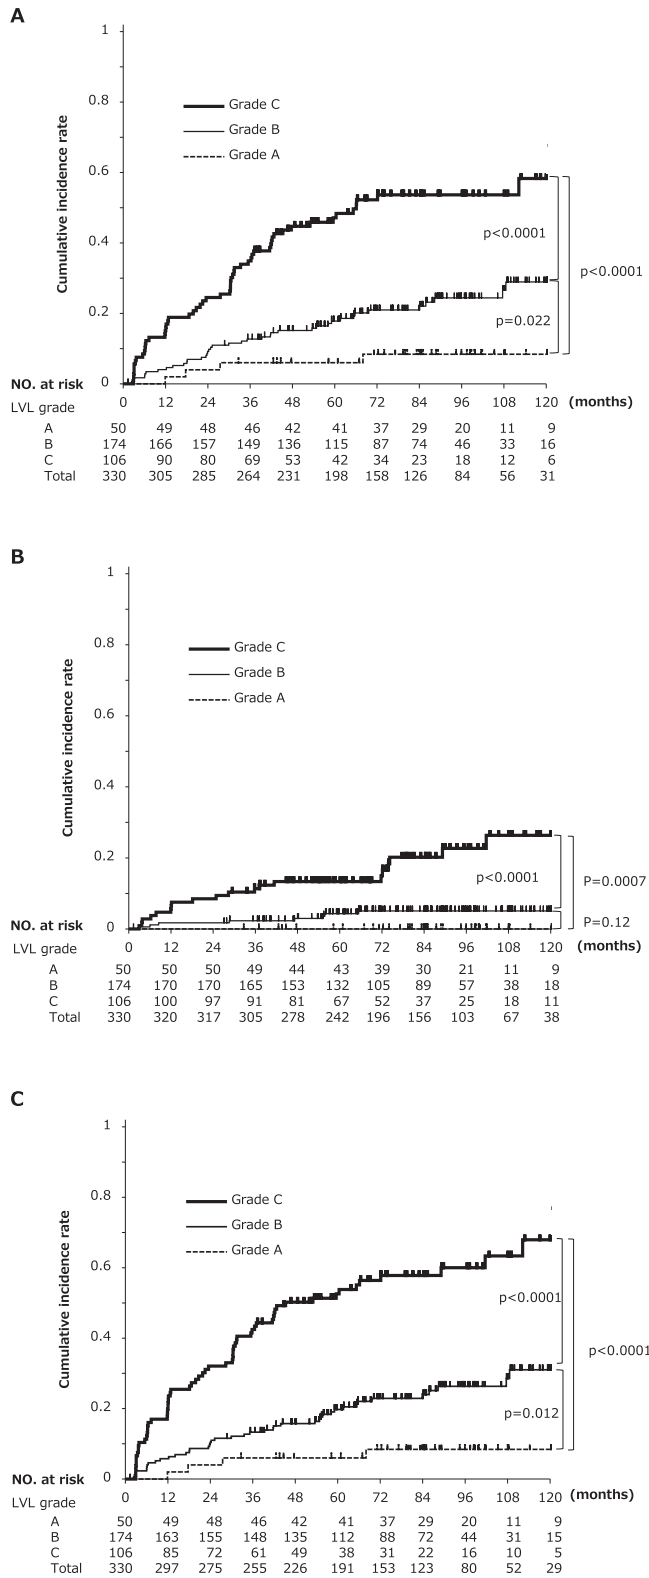 A
1
0.8
Grade C
Grade B
Grade A
0.6
Cumulative incidence rate
p<0.0001
0.4
p<0.0001
p=0.022
0.2
NO. at risk 0
LVL grade 0 12 24 36 48 60 72 84 96 108 120 (months)
A 50 49 48 46 42 41 37 29 20 11 9
B 174 166 157 149 136 115 87 74 46 33 16
C 106 90 80 69 53 42 34 23 18 12 6
Total 330 305 285 264 231 198 158 126 84 56 31
B
1
0.8
Grade C
Grade B
Grade A
0.6
Cumulative incidence rate
0.4
0.2
p<0.0001
P=0.0007
P=0.12
NO. at risk 0
LVL grade 0 12 24 36 48 60 72 84 96 108 120 (months)
A 50 50 50 49 44 43 39 30 21 11 9
B 174 170 170 165 153 132 105 89 57 38 18
C 106 100 97 91 81 67 52 37 25 18 11
Total 330 320 317 305 278 242 196 156 103 67 38
C
1
0.8
Grade C
Grade B
Grade A
0.6
Cumulative incidence rate
p<0.0001
0.4
p<0.0001
p=0.012
0.2
NO. at risk 0
LVL grade 0 12 24 36 48 60 72 84 96 108 120 (months)
A 50 49 48 46 42 41 37 29 20 11 9
B 174 163 155 148 135 112 88 72 44 31 15
C 106 85 72 61 49 38 31 22 16 10 5
Total 330 297 275 255 226 191 153 123 80 52 29